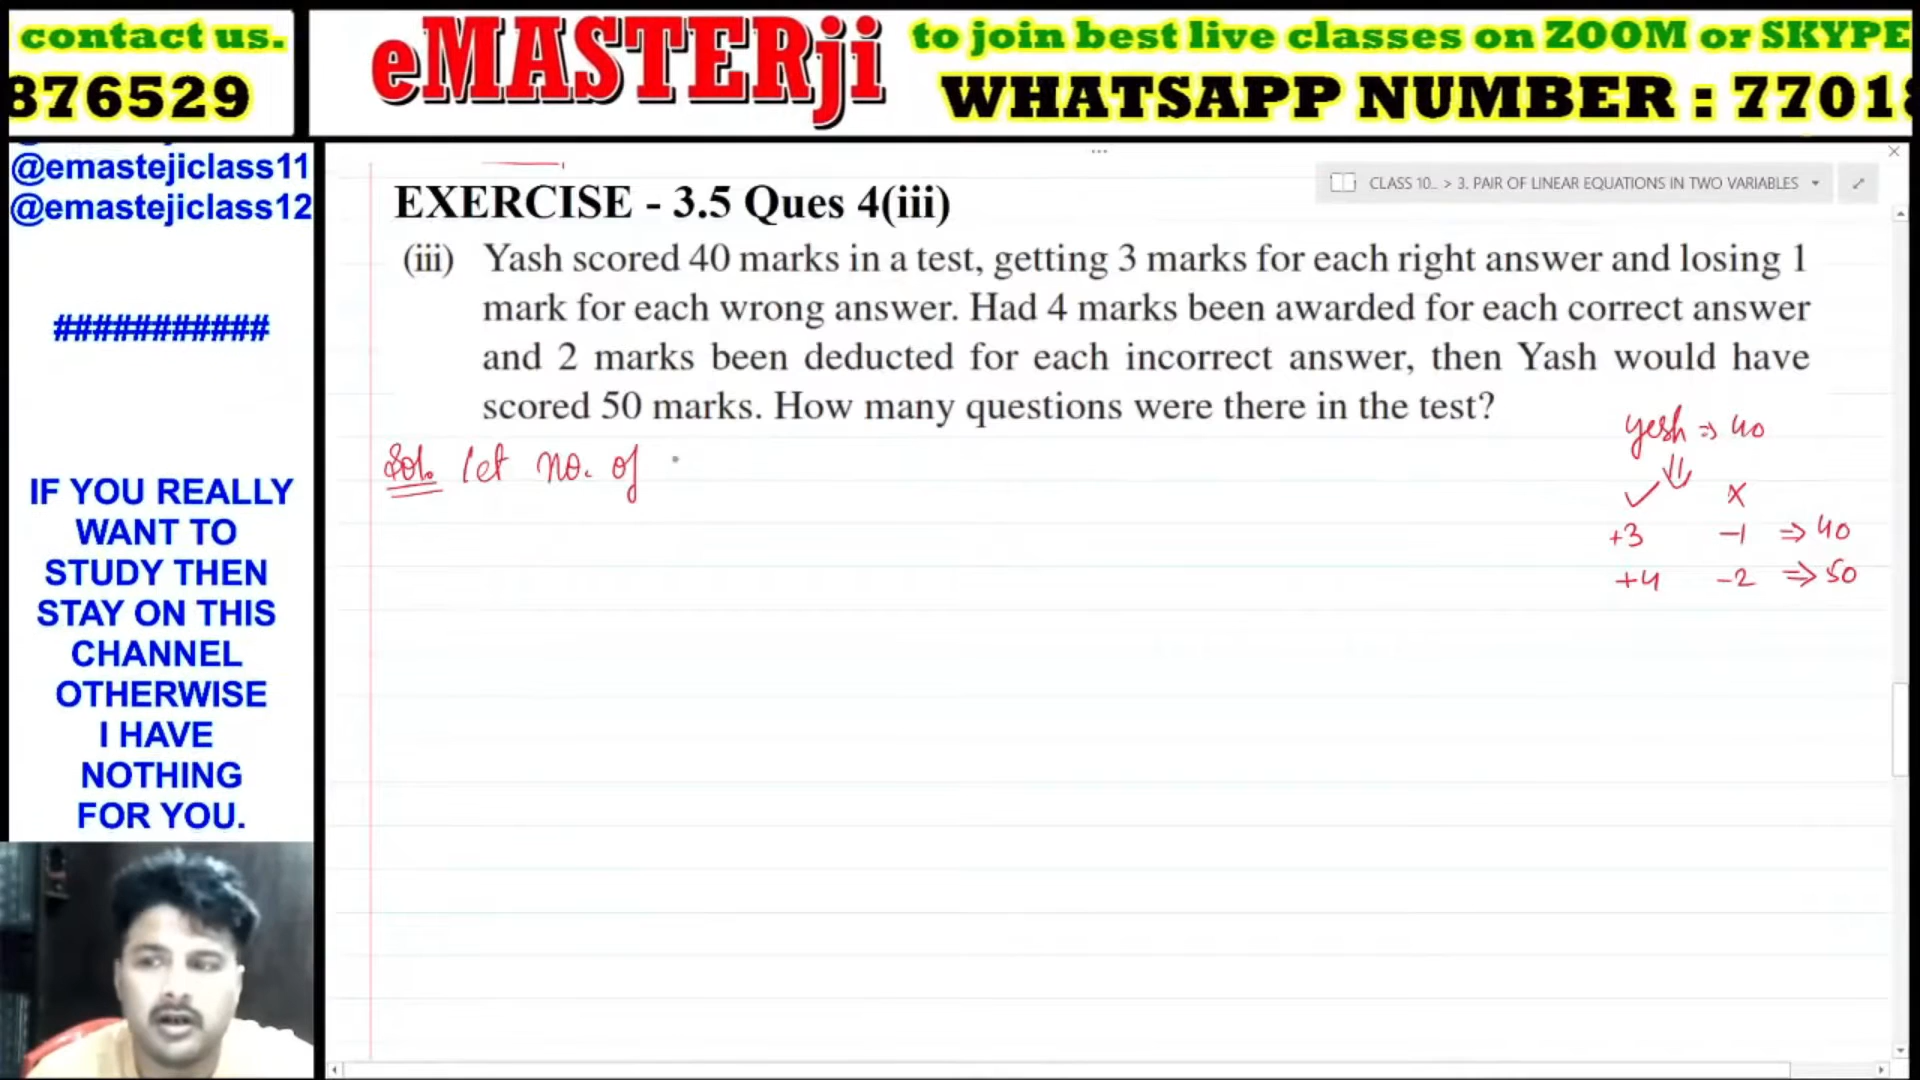 contact us.
876529
eMASTERji
to join best live classes on ZOOM or SKYPE
WHATSAPP NUMBER : 77018
@emastejiclass11
@emastejiclass12
###########
IF YOU REALLY
WANT TO
STUDY THEN
STAY ON THIS
CHANNEL
OTHERWISE
I HAVE
NOTHING
FOR YOU.
CLASS 10... > 3. PAIR OF LINEAR EQUATIONS IN TWO VARIABLES
EXERCISE - 3.5 Ques 4(iii)
(iii) Yash scored 40 marks in a test, getting 3 marks for each right answer and losing 1
mark for each wrong answer. Had 4 marks been awarded for each correct answer
and 2 marks been deducted for each incorrect answer, then Yash would have
scored 50 marks. How many questions were there in the test?
Sol. let no. of
yesh ⇒ 40
✓ ×
+3 -1 ⇒ 40
+4 -2 ⇒ 50